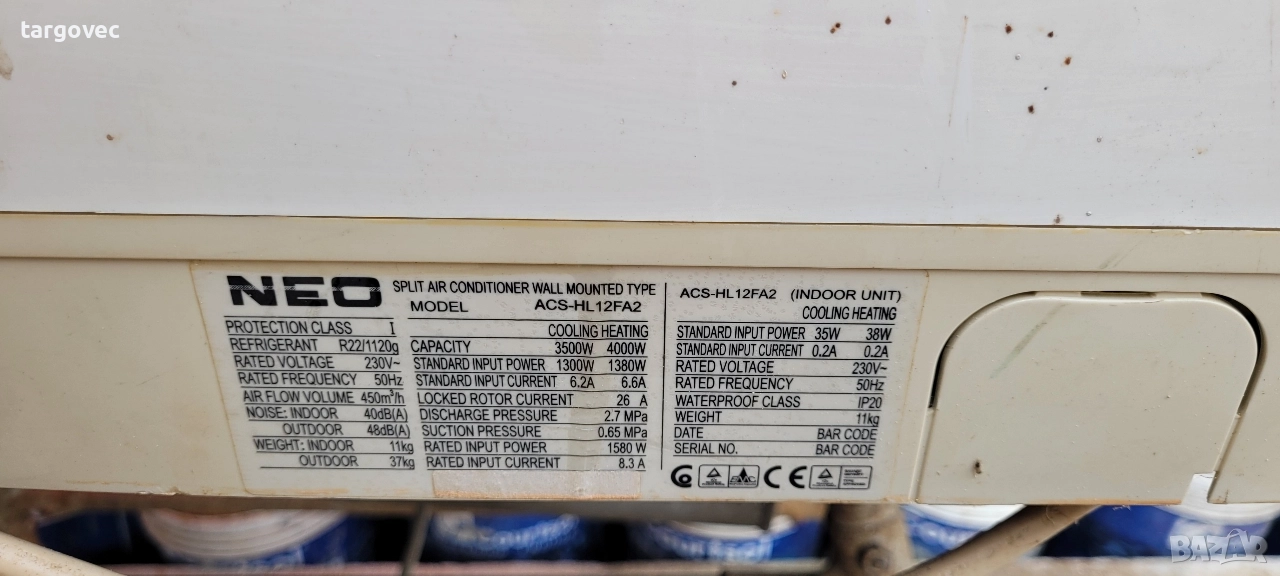 targovec
NEO
SPLIT AIR CONDITIONER WALL MOUNTED TYPE
MODEL ACS-HL12FA2
PROTECTION CLASS I
REFRIGERANT R22/1120g
RATED VOLTAGE 230V~
RATED FREQUENCY 50Hz
AIR FLOW VOLUME 450m³/h
NOISE: INDOOR 40dB(A)
OUTDOOR 48dB(A)
WEIGHT: INDOOR 11kg
OUTDOOR 37kg
COOLING HEATING
CAPACITY 3500W 4000W
STANDARD INPUT POWER 1300W 1380W
STANDARD INPUT CURRENT 6.2A 6.6A
LOCKED ROTOR CURRENT 26 A
DISCHARGE PRESSURE 2.7 MPa
SUCTION PRESSURE 0.65 MPa
RATED INPUT POWER 1580 W
RATED INPUT CURRENT 8.3 A
ACS-HL12FA2 (INDOOR UNIT)
COOLING HEATING
STANDARD INPUT POWER 35W 38W
STANDARD INPUT CURRENT 0.2A 0.2A
RATED VOLTAGE 230V~
RATED FREQUENCY 50Hz
WATERPROOF CLASS IP20
WEIGHT 11kg
DATE BAR CODE
SERIAL NO. BAR CODE
CE
BAZAR